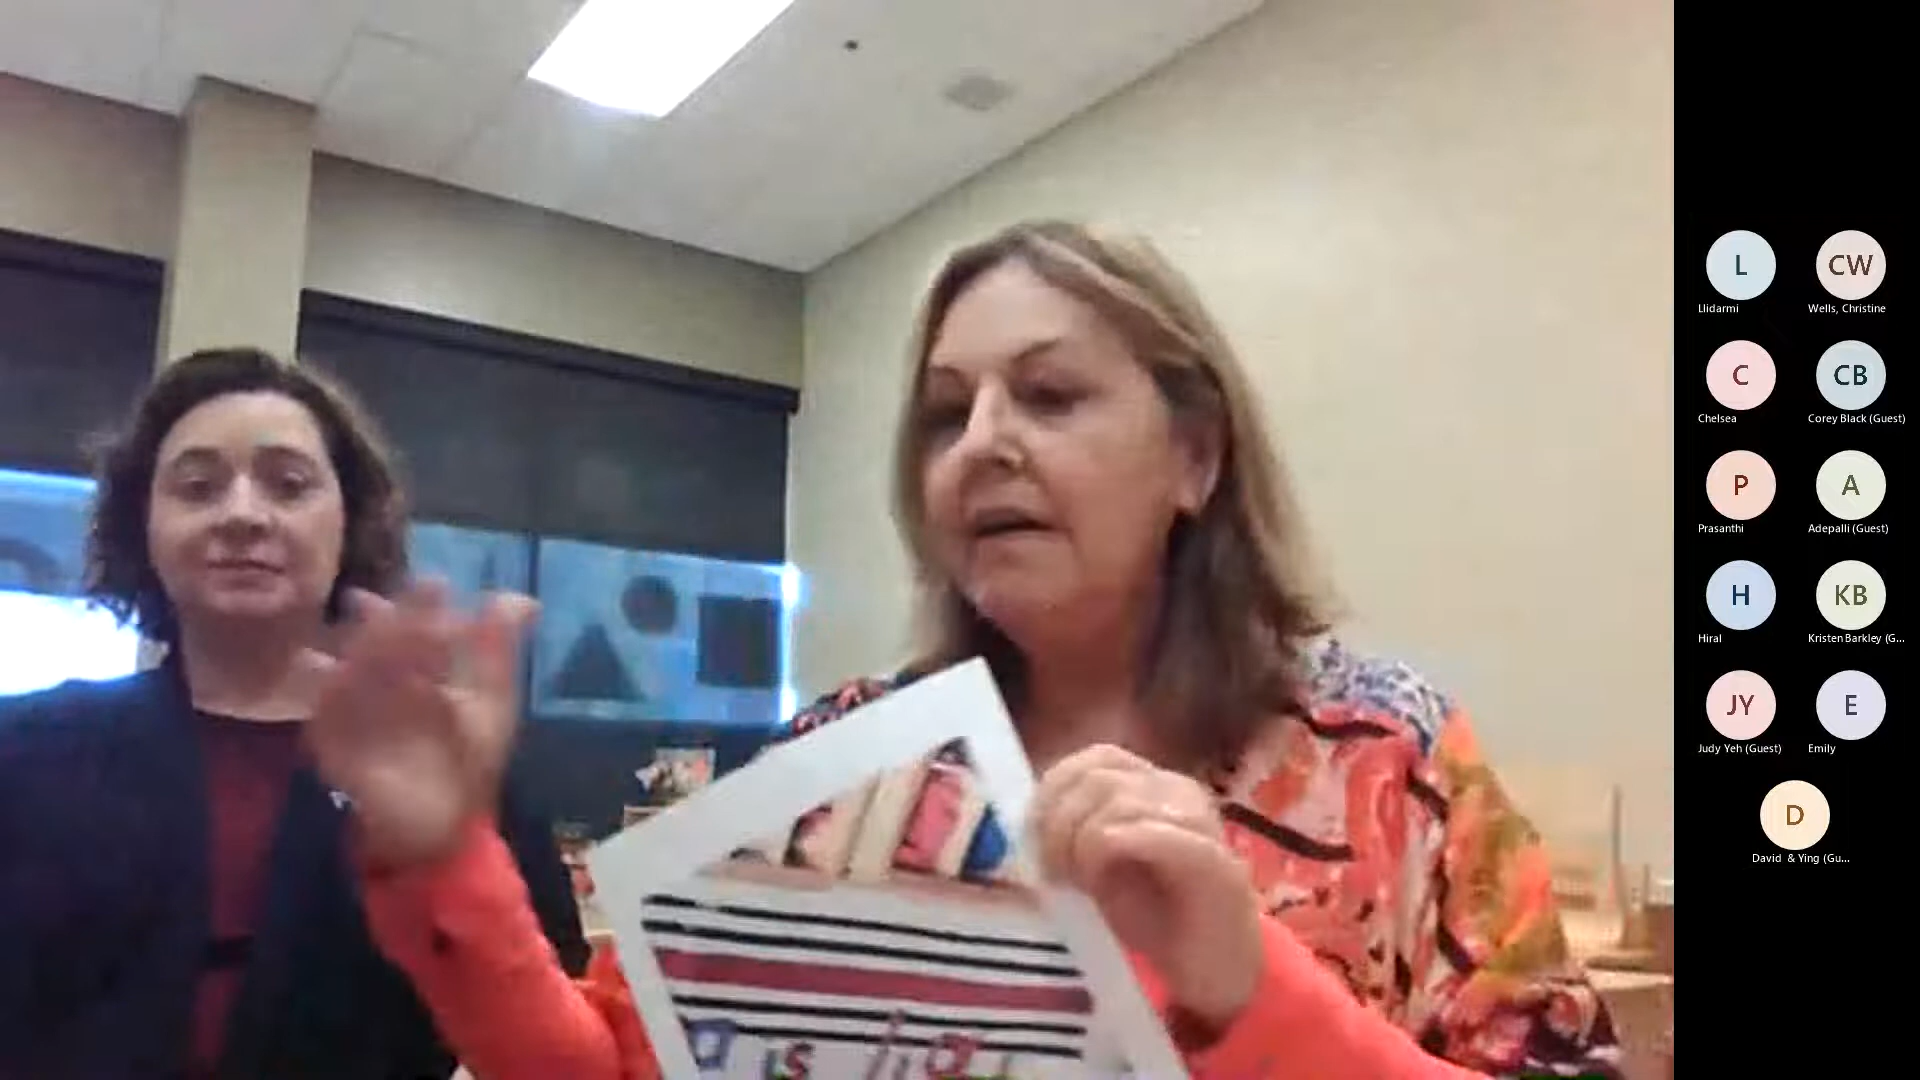 L CW
Llidarmi Wells, Christine
C CB
Chelsea Corey Black (Guest)
P A
Prasanthi Adepalli (Guest)
H KB
Hiral Kristen Barkley (G...
JY E
Judy Yeh (Guest) Emily
D
David & Ying (Gu...
is